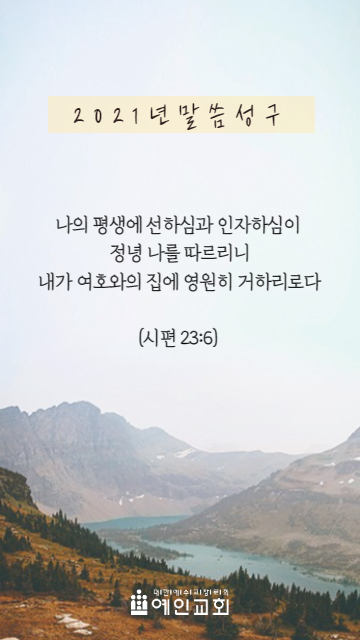 2021년말씀성구
나의 평생에 선하심과 인자하심이
정녕 나를 따르리니
내가 여호와의 집에 영원히 거하리로다
(시편 23:6)
예인교회